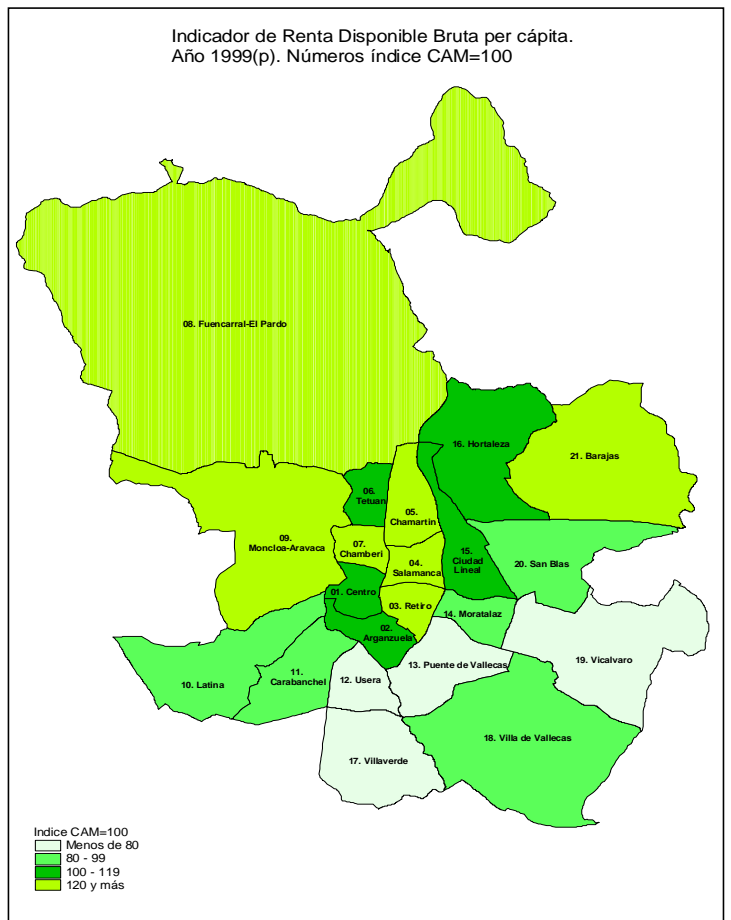 Indicador de Renta Disponible Bruta per cápita.
Año 1999(p). Números índice CAM=100
08. Fuencarral-El Pardo
16. Hortaleza
21. Barajas
06.
Tetuan
05.
Chamartin
09.
Moncloa-Aravaca
07.
Chamberi
15.
Ciudad
Lineal
04.
Salamanca
20. San Blas
01. Centro
03. Retiro
14. Moratalaz
02.
Arganzuela
19. Vicalvaro
13. Puente de Vallecas
11.
Carabanchel
10. Latina
12. Usera
18. Villa de Vallecas
17. Villaverde
Indice CAM=100
Menos de 80
80 - 99
100 - 119
120 y más